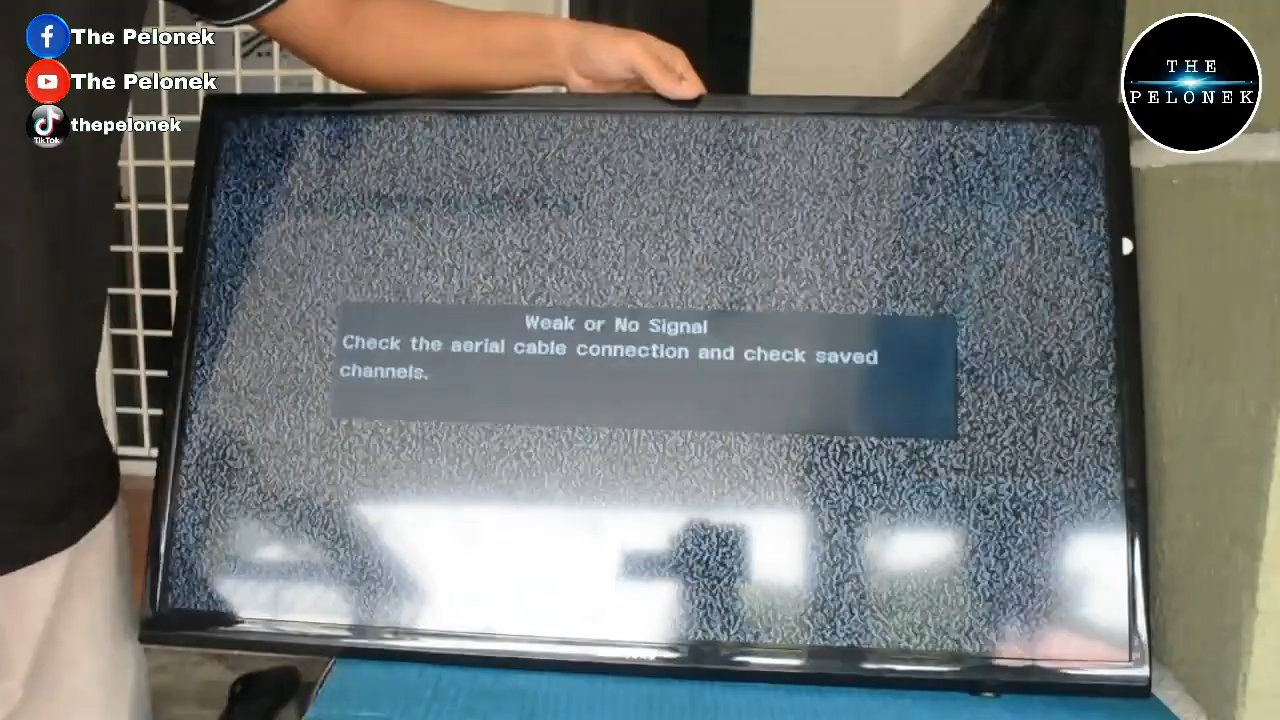 The Pelonek
The Pelonek
TikTok
thepelonek
THE
PELONEK
Weak or No Signal
Check the aerial cable connection and check saved
channels.